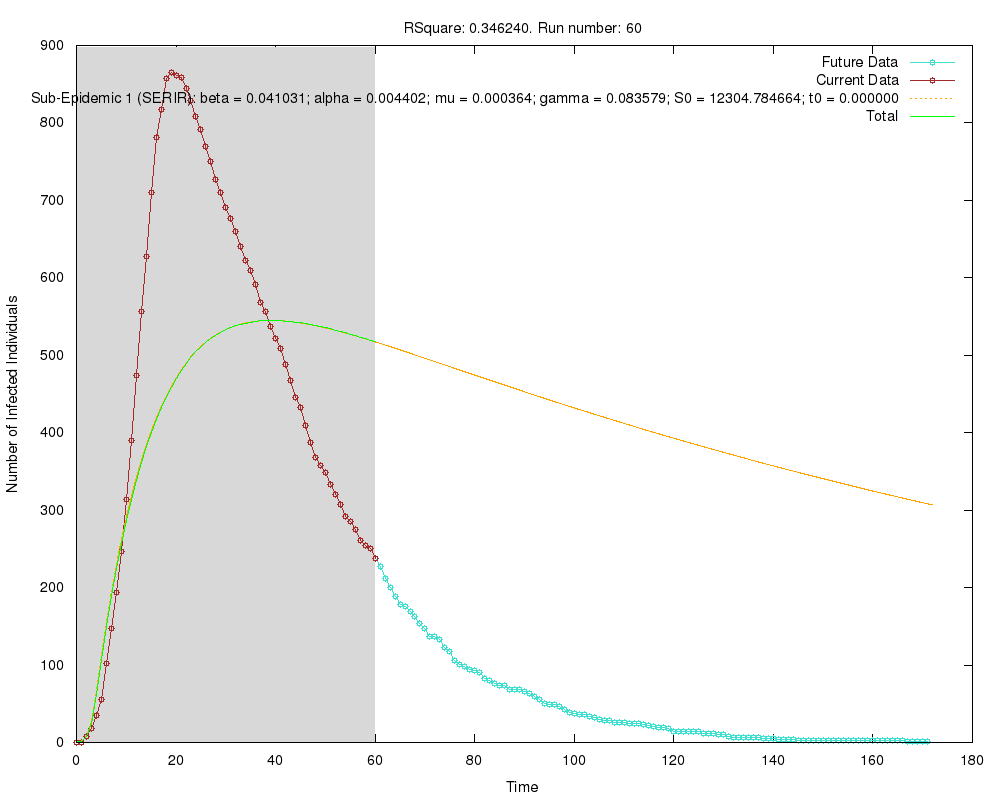 RSquare: 0.346240. Run number: 60
900
800
700
600
500
400
300
200
100
0
Number of Infected Individuals
Future Data
Current Data
Sub-Epidemic 1 (SERIR): beta = 0.041031; alpha = 0.004402; mu = 0.000364; gamma = 0.083579; S0 = 12304.784664; t0 = 0.000000
Total
0 20 40 60 80 100 120 140 160 180
Time